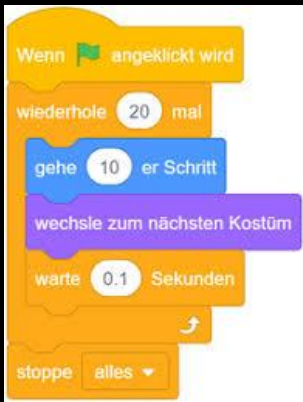 Wenn angeklickt wird
wiederhole 20 mal
gehe 10 er Schritt
wechsle zum nächsten Kostüm
warte 0.1 Sekunden
stoppe alles